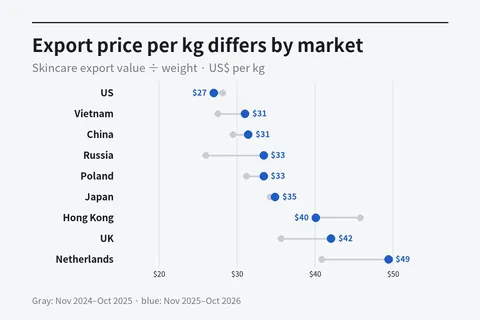 Export price per kg differs by market
Skincare export value ÷ weight · US$ per kg
US $27
Vietnam $31
China $31
Russia $33
Poland $33
Japan $35
Hong Kong $40
UK $42
Netherlands $49
$20 $30 $40 $50
Gray: Nov 2024–Oct 2025 · blue: Nov 2025–Oct 2026